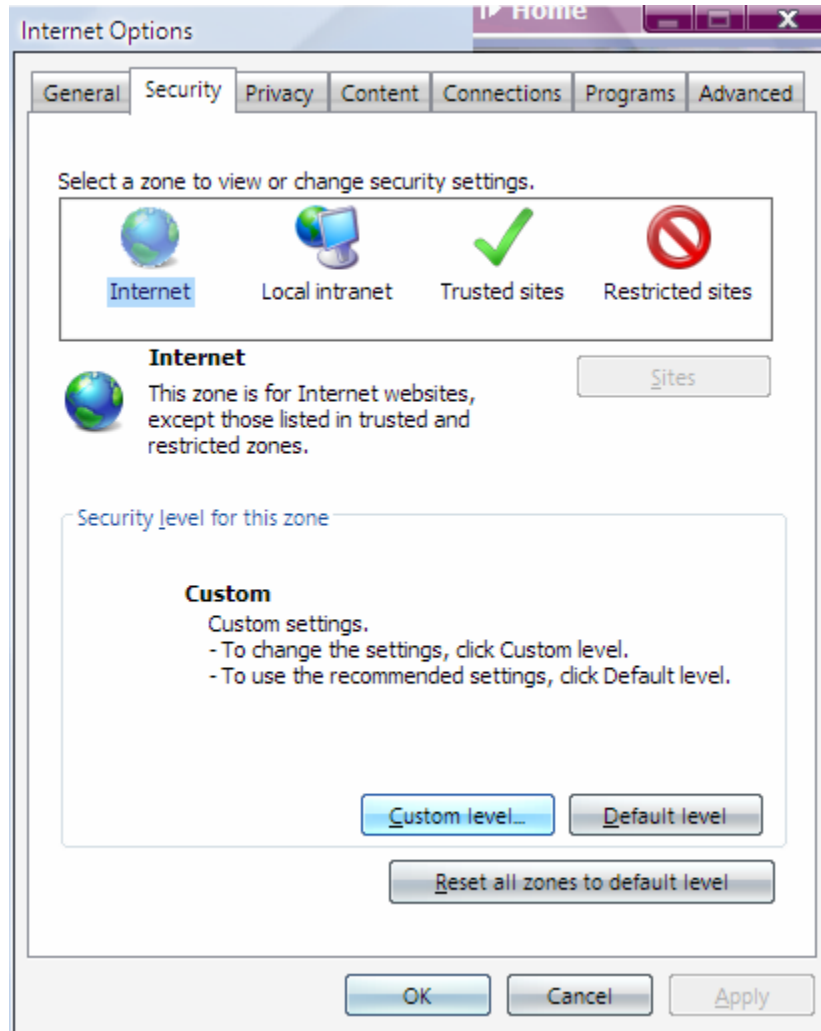 Home
Internet Options
General Security Privacy Content Connections Programs Advanced
Select a zone to view or change security settings.
Internet Local intranet Trusted sites Restricted sites
Internet
Sites
This zone is for Internet websites,
except those listed in trusted and
restricted zones.
Security level for this zone
Custom
Custom settings.
- To change the settings, click Custom level.
- To use the recommended settings, click Default level.
Custom level... Default level
Reset all zones to default level
OK Cancel Apply